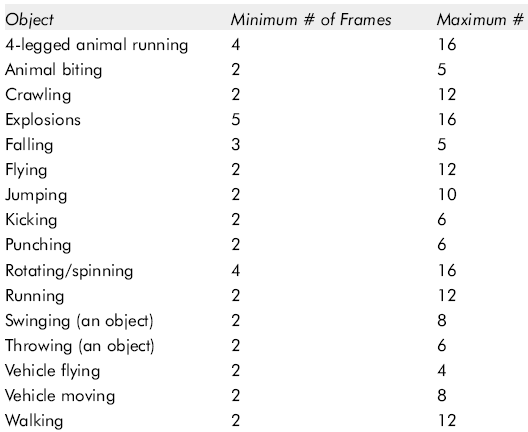 Object Minimum # of Frames Maximum #
4-legged animal running 4 16
Animal biting 2 5
Crawling 2 12
Explosions 5 16
Falling 3 5
Flying 2 12
Jumping 2 10
Kicking 2 6
Punching 2 6
Rotating/spinning 4 16
Running 2 12
Swinging (an object) 2 8
Throwing (an object) 2 6
Vehicle flying 2 4
Vehicle moving 2 8
Walking 2 12